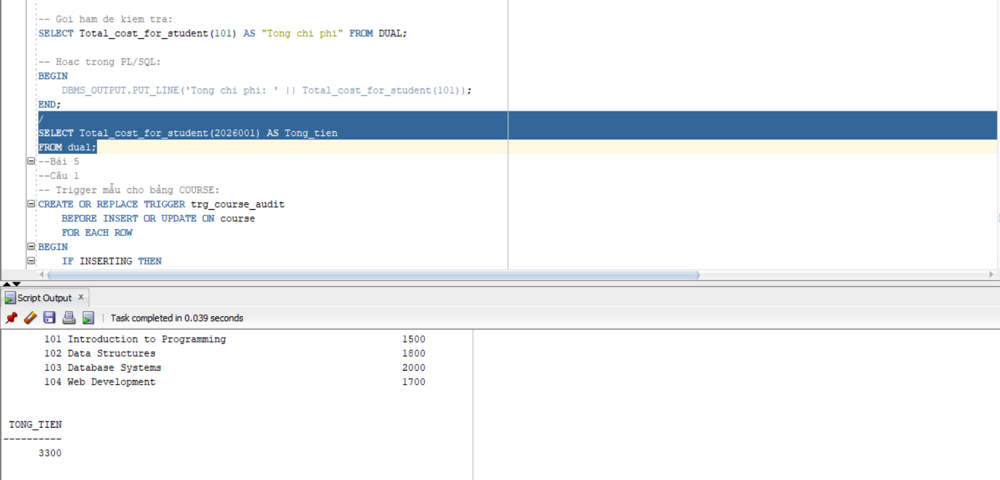 -- Goi ham de kiem tra:
SELECT Total_cost_for_student(101) AS "Tong chi phi" FROM DUAL;
-- Hoac trong PL/SQL:
BEGIN
DBMS_OUTPUT.PUT_LINE('Tong chi phi: ' || Total_cost_for_student(101));
END;
/
SELECT Total_cost_for_student(2026001) AS Tong_tien
FROM dual;
--Bài 5
--Câu 1
-- Trigger mẫu cho bảng COURSE:
CREATE OR REPLACE TRIGGER trg_course_audit
BEFORE INSERT OR UPDATE ON course
FOR EACH ROW
BEGIN
IF INSERTING THEN
Script Output x
Task completed in 0.039 seconds
101 Introduction to Programming 1500
102 Data Structures 1800
103 Database Systems 2000
104 Web Development 1700
TONG_TIEN
----------
3300